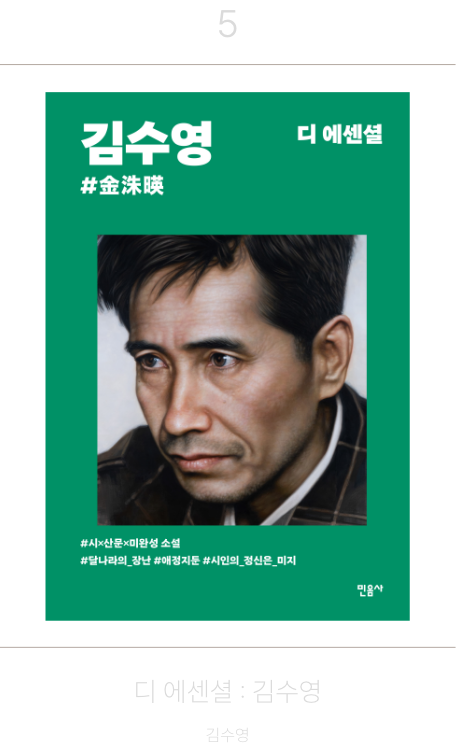 5
김수영
디 에센셜
#金洙暎
#시×산문×미완성 소설
#달나라의_장난 #애정지둔 #시인의_정신은_미지
민음사
디 에센셜 : 김수영
김수영